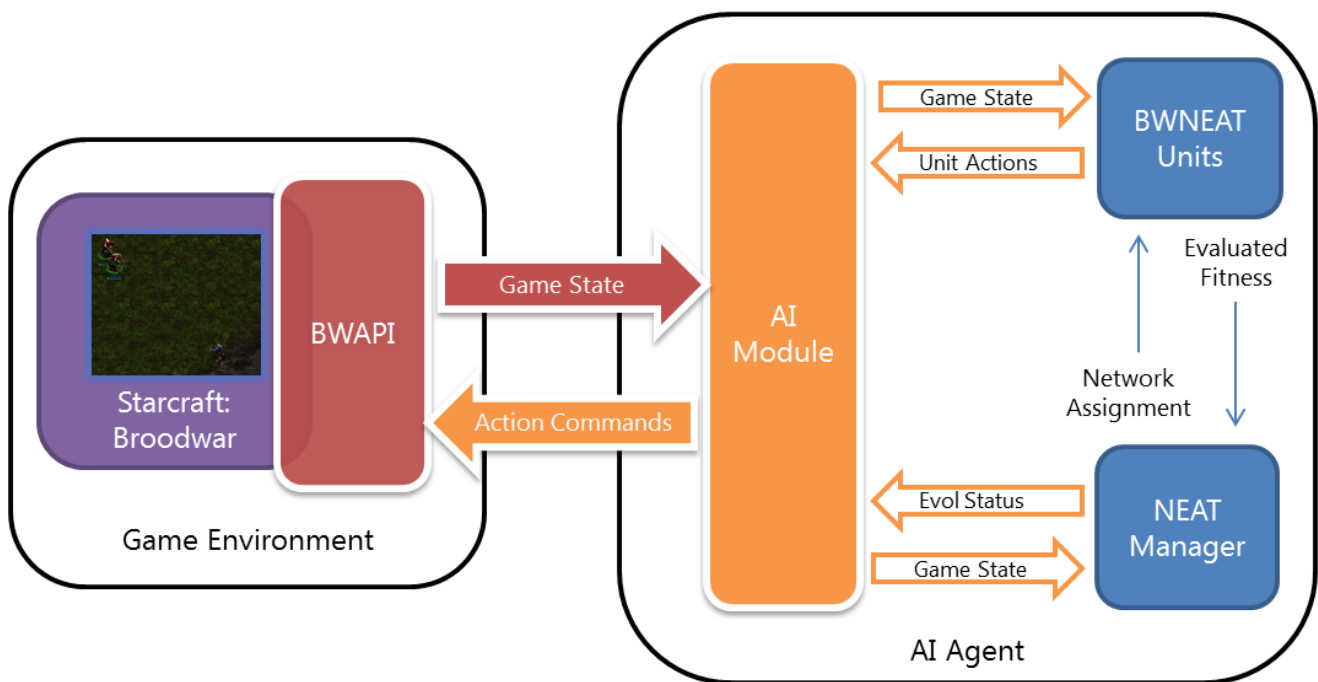 Starcraft:
Broodwar
BWAPI
Game Environment
Game State
Action Commands
AI
Module
Game State
Unit Actions
BWNEAT
Units
Evaluated
Fitness
Network
Assignment
Evol Status
Game State
NEAT
Manager
AI Agent